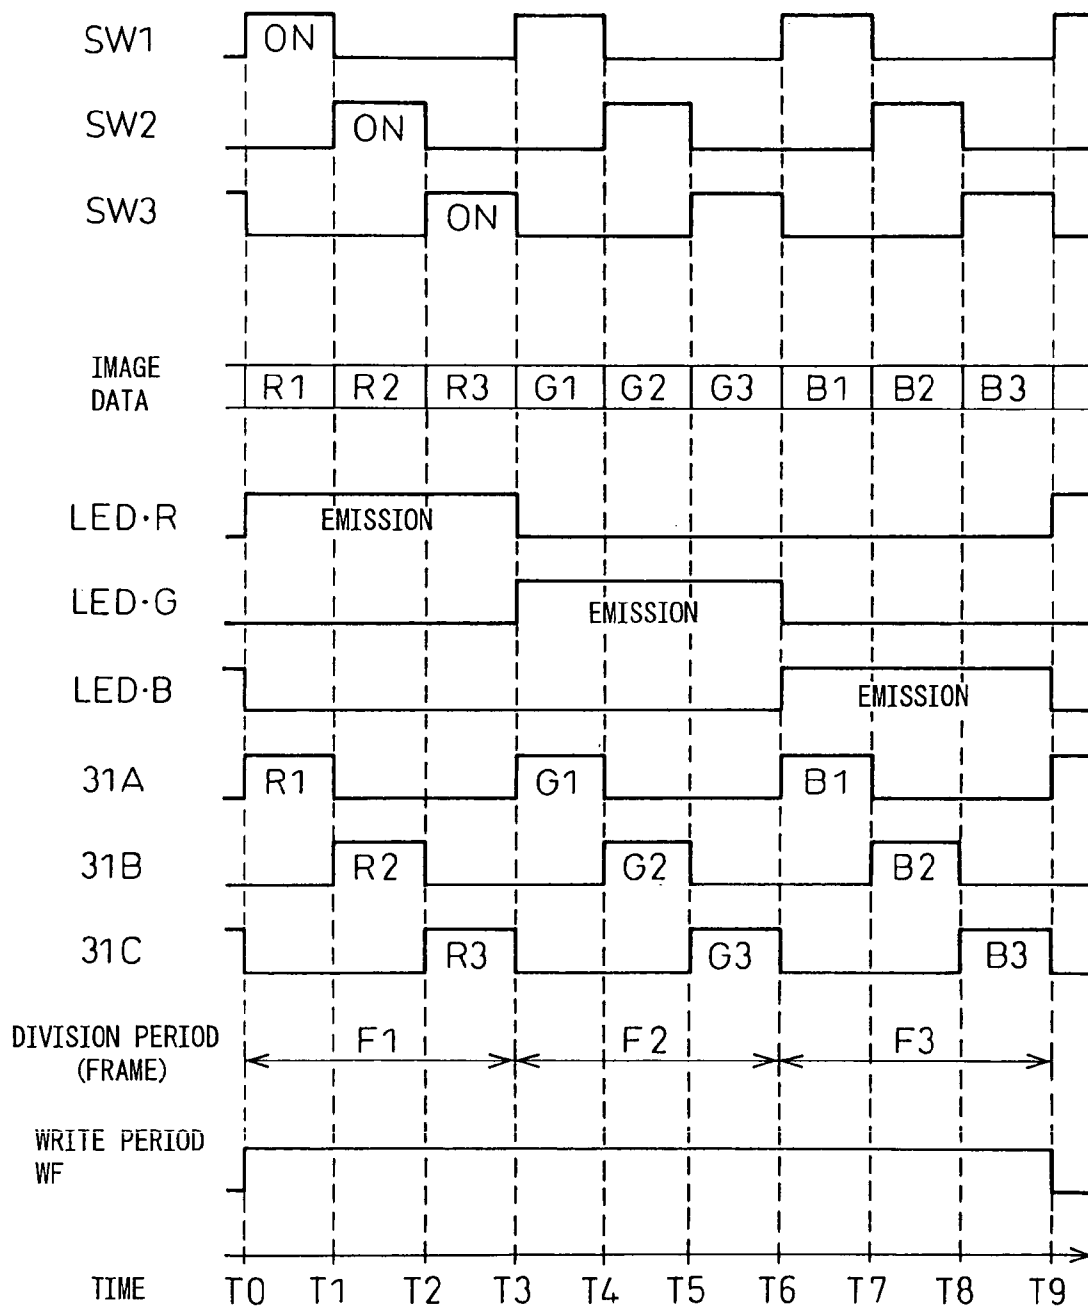 SW1 ON
SW2 ON
SW3 ON
IMAGE
DATA
R1 R2 R3 G1 G2 G3 B1 B2 B3
LED·R EMISSION
LED·G EMISSION
LED·B EMISSION
31A R1 G1 B1
31B R2 G2 B2
31C R3 G3 B3
DIVISION PERIOD
(FRAME)
F1 F2 F3
WRITE PERIOD
WF
TIME T0 T1 T2 T3 T4 T5 T6 T7 T8 T9